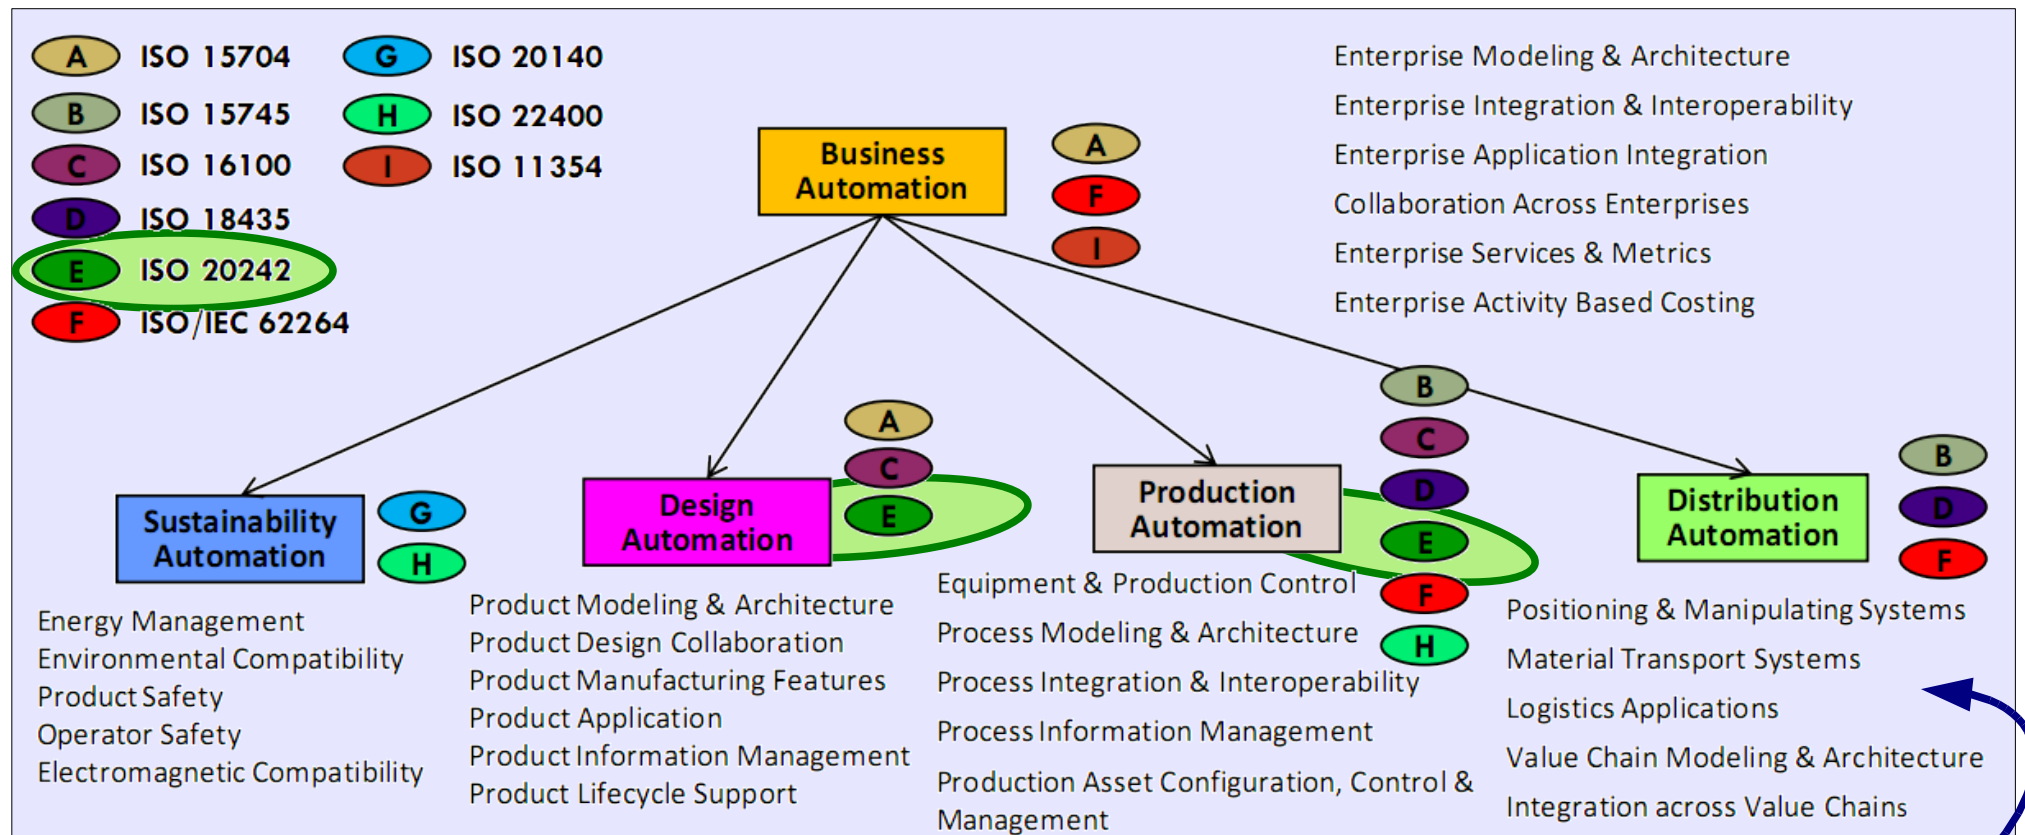 A ISO 15704
B ISO 15745
C ISO 16100
D ISO 18435
E ISO 20242
F ISO/IEC 62264
G ISO 20140
H ISO 22400
I ISO 11354
Business
Automation
A
F
I
Enterprise Modeling & Architecture
Enterprise Integration & Interoperability
Enterprise Application Integration
Collaboration Across Enterprises
Enterprise Services & Metrics
Enterprise Activity Based Costing
Sustainability
Automation
G
H
Energy Management
Environmental Compatibility
Product Safety
Operator Safety
Electromagnetic Compatibility
Design
Automation
A
C
E
Product Modeling & Architecture
Product Design Collaboration
Product Manufacturing Features
Product Application
Product Information Management
Product Lifecycle Support
Production
Automation
B
C
D
E
F
H
Equipment & Production Control
Process Modeling & Architecture
Process Integration & Interoperability
Process Information Management
Production Asset Configuration, Control &
Management
Distribution
Automation
B
D
F
Positioning & Manipulating Systems
Material Transport Systems
Logistics Applications
Value Chain Modeling & Architecture
Integration across Value Chains